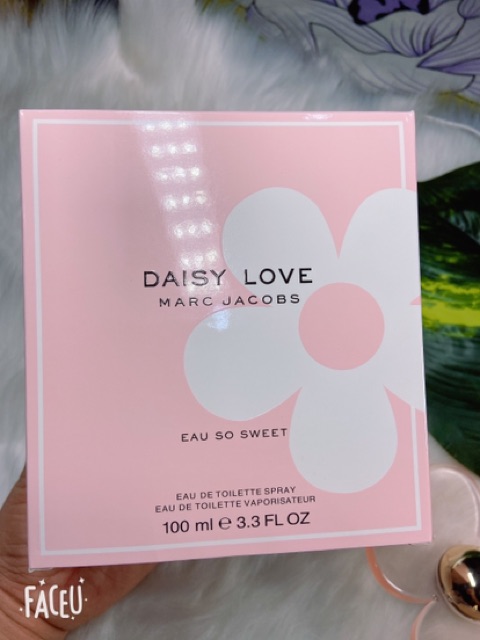 DAISY LOVE
MARC JACOBS
EAU SO SWEET
EAU DE TOILETTE SPRAY
EAU DE TOILETTE VAPORISATEUR
100 ml ℮ 3.3 FL OZ
FACEU